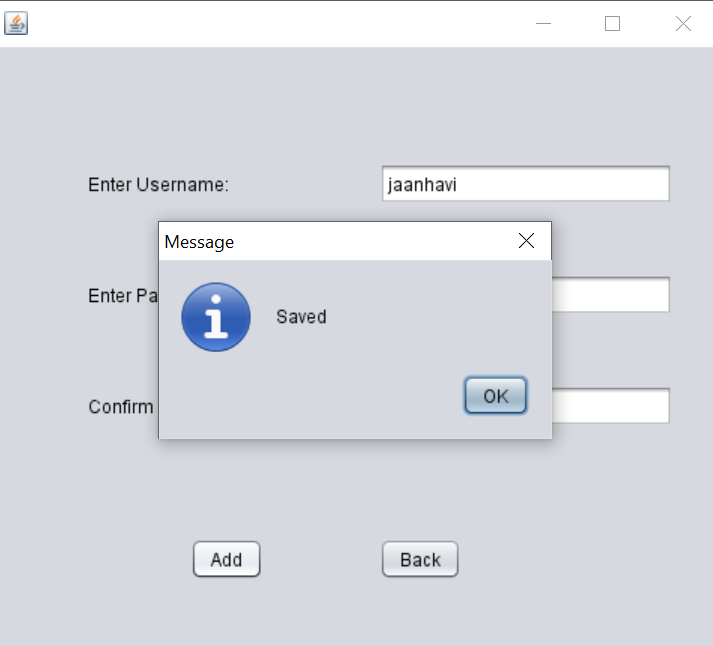 Enter Username:
jaanhavi
Message
Enter Pa
Saved
OK
Confirm
Add
Back